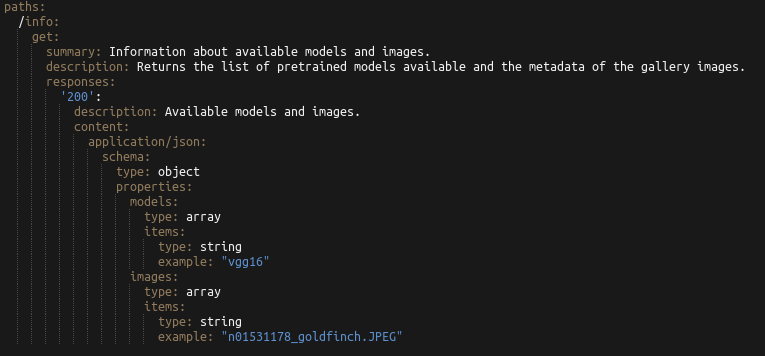 paths:
  /info:
    get:
      summary: Information about available models and images.
      description: Returns the list of pretrained models available and the metadata of the gallery images.
      responses:
        '200':
          description: Available models and images.
          content:
            application/json:
              schema:
                type: object
                properties:
                  models:
                    type: array
                    items:
                      type: string
                      example: "vgg16"
                  images:
                    type: array
                    items:
                      type: string
                      example: "n01531178_goldfinch.JPEG"